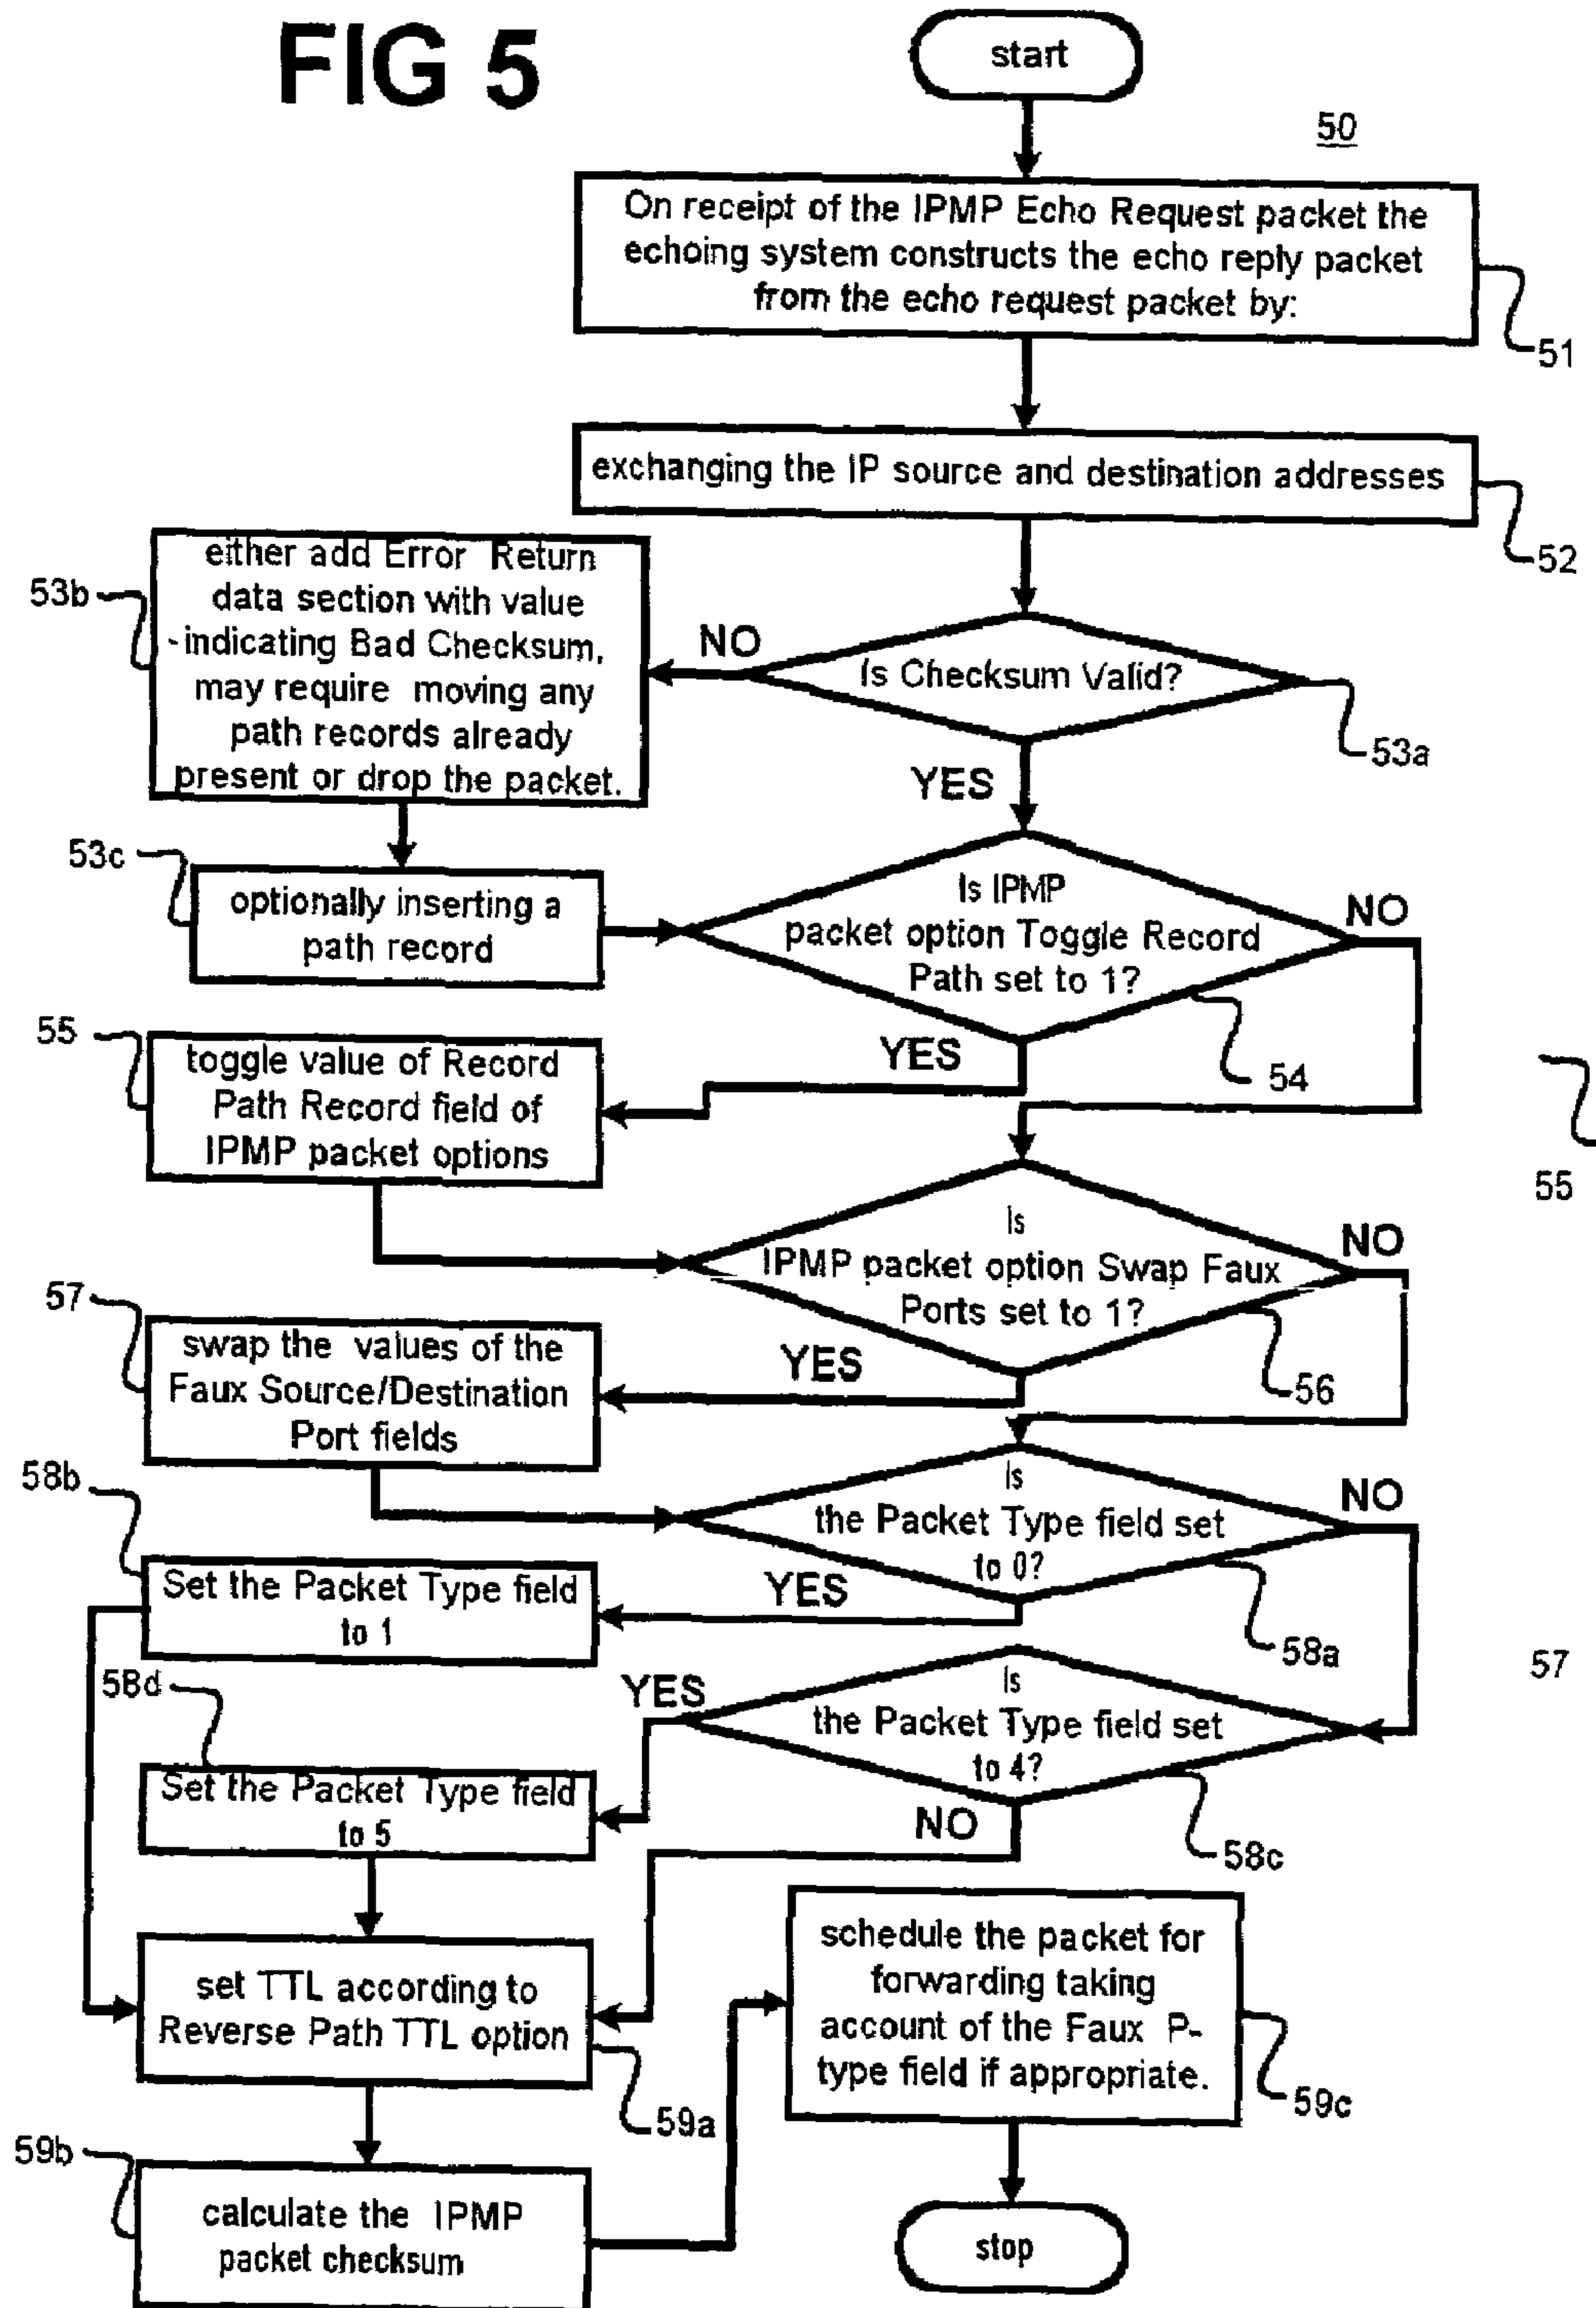 FIG 5
start
50
On receipt of the IPMP Echo Request packet the
echoing system constructs the echo reply packet
from the echo request packet by:
51
exchanging the IP source and destination addresses
52
either add Error Return
data section with value
-indicating Bad Checksum,
may require moving any
path records already
present or drop the packet.
53b
NO
Is Checksum Valid?
53a
YES
53c
optionally inserting a
path record
Is IPMP
packet option Toggle Record
Path set to 1?
NO
54
YES
55
toggle value of Record
Path Record field of
IPMP packet options
55
Is
IPMP packet option Swap Faux
Ports set to 1?
NO
56
YES
57
swap the values of the
Faux Source/Destination
Port fields
Is
the Packet Type field set
to 0?
NO
58a
YES
58b
Set the Packet Type field
to 1
57
Is
the Packet Type field set
to 4?
YES
58c
NO
58d
Set the Packet Type field
to 5
set TTL according to
Reverse Path TTL option
59a
59b
calculate the IPMP
packet checksum
schedule the packet for
forwarding taking
account of the Faux P-
type field if appropriate.
59c
stop